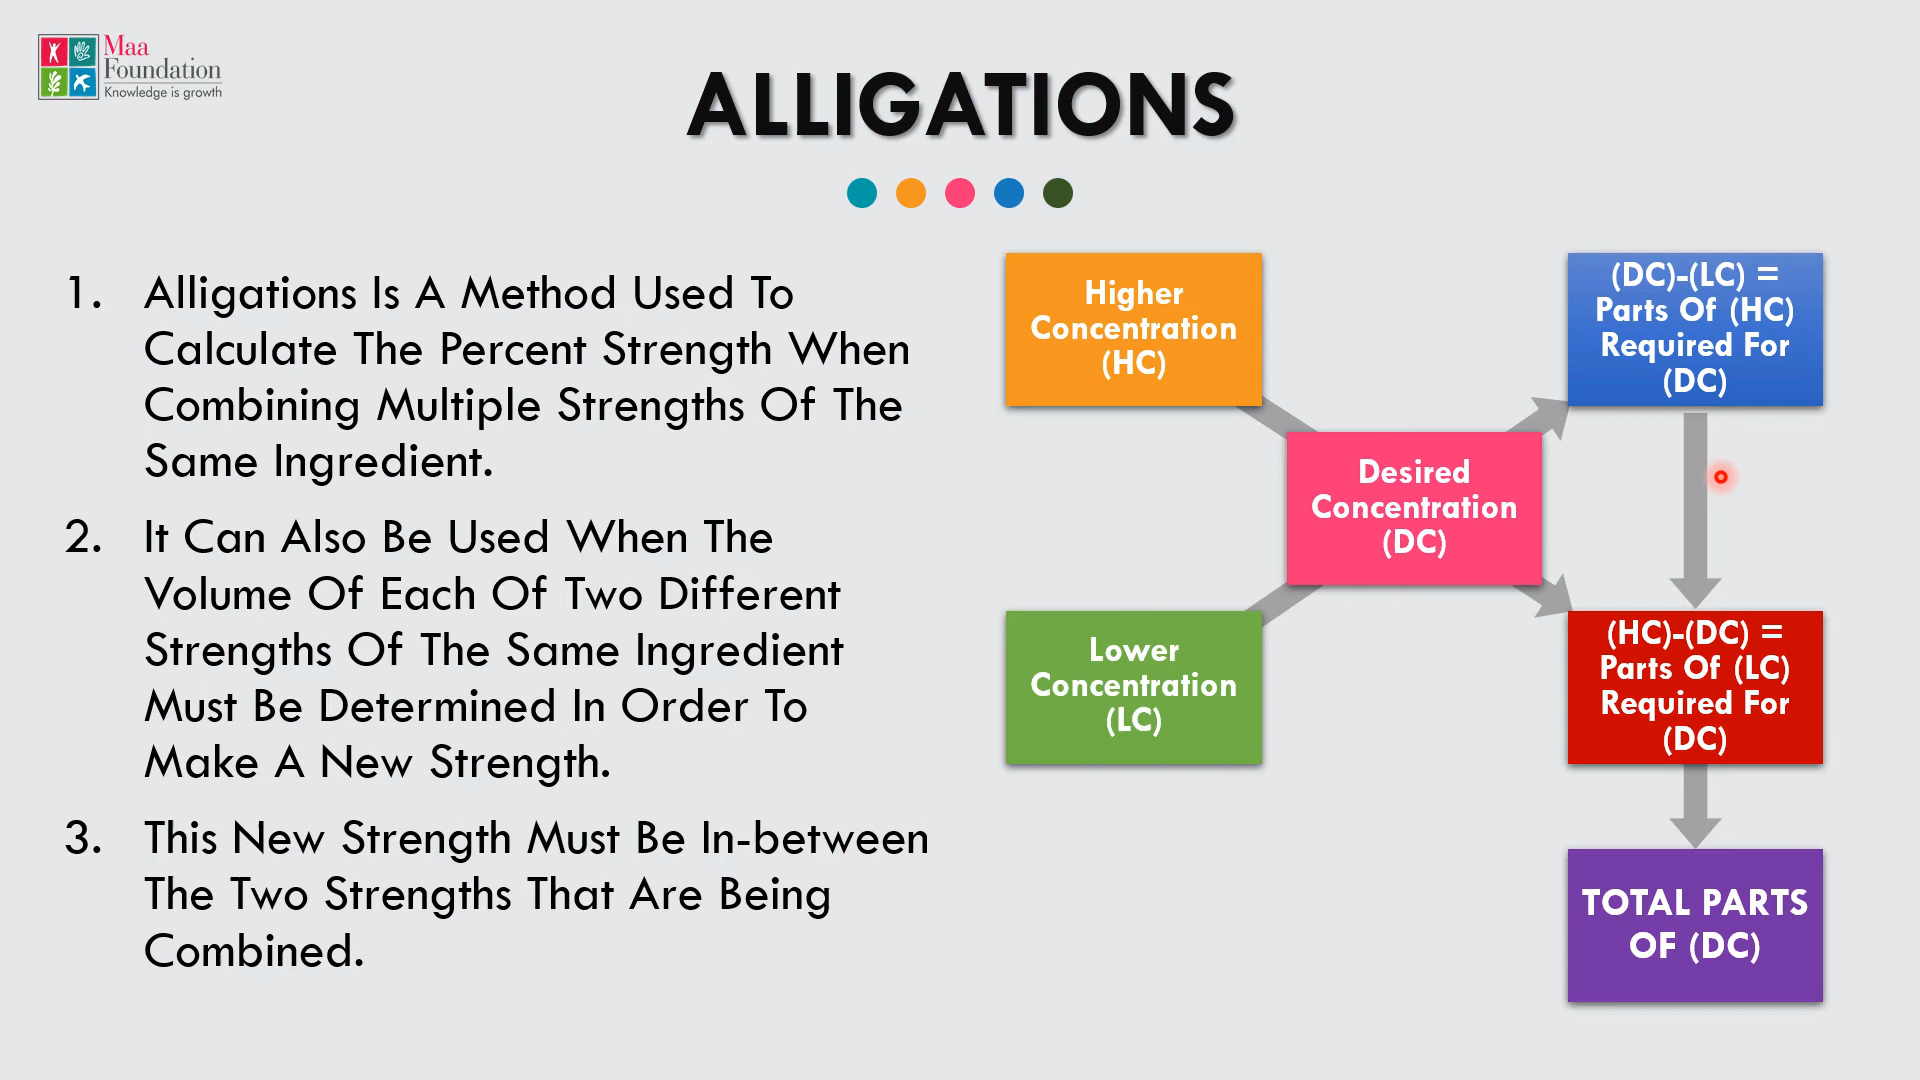 Maa
Foundation
Knowledge is growth
ALLIGATIONS
1. Alligations Is A Method Used To
Calculate The Percent Strength When
Combining Multiple Strengths Of The
Same Ingredient.
2. It Can Also Be Used When The
Volume Of Each Of Two Different
Strengths Of The Same Ingredient
Must Be Determined In Order To
Make A New Strength.
3. This New Strength Must Be In-between
The Two Strengths That Are Being
Combined.
Higher
Concentration
(HC)
Desired
Concentration
(DC)
Lower
Concentration
(LC)
(DC)-(LC) =
Parts Of (HC)
Required For
(DC)
(HC)-(DC) =
Parts Of (LC)
Required For
(DC)
TOTAL PARTS
OF (DC)